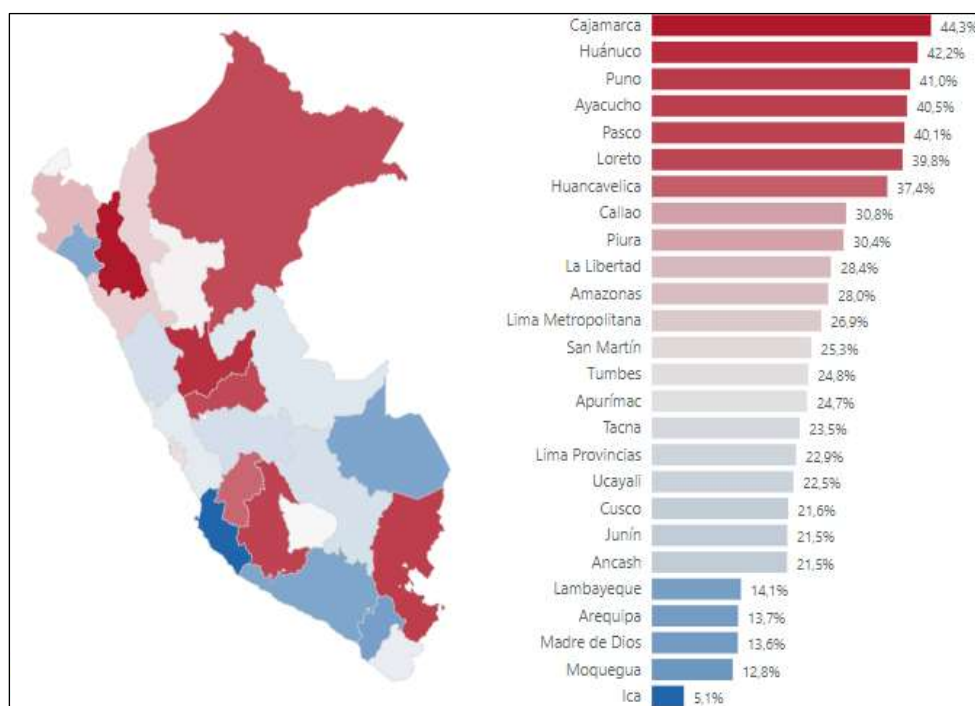 Cajamarca 44,3%
Huánuco 42,2%
Puno 41,0%
Ayacucho 40,5%
Pasco 40,1%
Loreto 39,8%
Huancavelica 37,4%
Callao 30,8%
Piura 30,4%
La Libertad 28,4%
Amazonas 28,0%
Lima Metropolitana 26,9%
San Martín 25,3%
Tumbes 24,8%
Apurímac 24,7%
Tacna 23,5%
Lima Provincias 22,9%
Ucayali 22,5%
Cusco 21,6%
Junín 21,5%
Ancash 21,5%
Lambayeque 14,1%
Arequipa 13,7%
Madre de Dios 13,6%
Moquegua 12,8%
Ica 5,1%